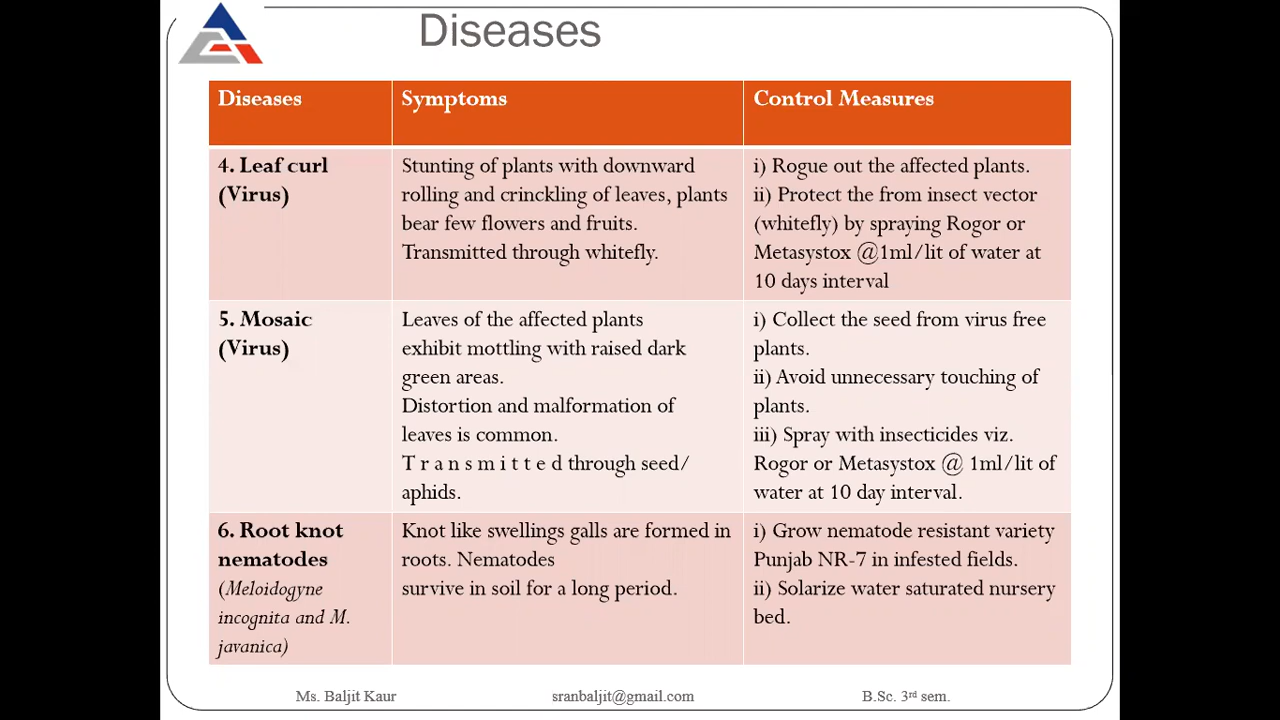 Diseases
Diseases
Symptoms
Control Measures
4. Leaf curl
(Virus)
Stunting of plants with downward
rolling and crinckling of leaves, plants
bear few flowers and fruits.
Transmitted through whitefly.
i) Rogue out the affected plants.
ii) Protect the from insect vector
(whitefly) by spraying Rogor or
Metasystox @1ml/lit of water at
10 days interval
5. Mosaic
(Virus)
Leaves of the affected plants
exhibit mottling with raised dark
green areas.
Distortion and malformation of
leaves is common.
T r a n s m i t t e d through seed/
aphids.
i) Collect the seed from virus free
plants.
ii) Avoid unnecessary touching of
plants.
iii) Spray with insecticides viz.
Rogor or Metasystox @ 1ml/lit of
water at 10 day interval.
6. Root knot
nematodes
(Meloidogyne
incognita and M.
javanica)
Knot like swellings galls are formed in
roots. Nematodes
survive in soil for a long period.
i) Grow nematode resistant variety
Punjab NR-7 in infested fields.
ii) Solarize water saturated nursery
bed.
Ms. Baljit Kaur
sranbaljit@gmail.com
B.Sc. 3rd sem.